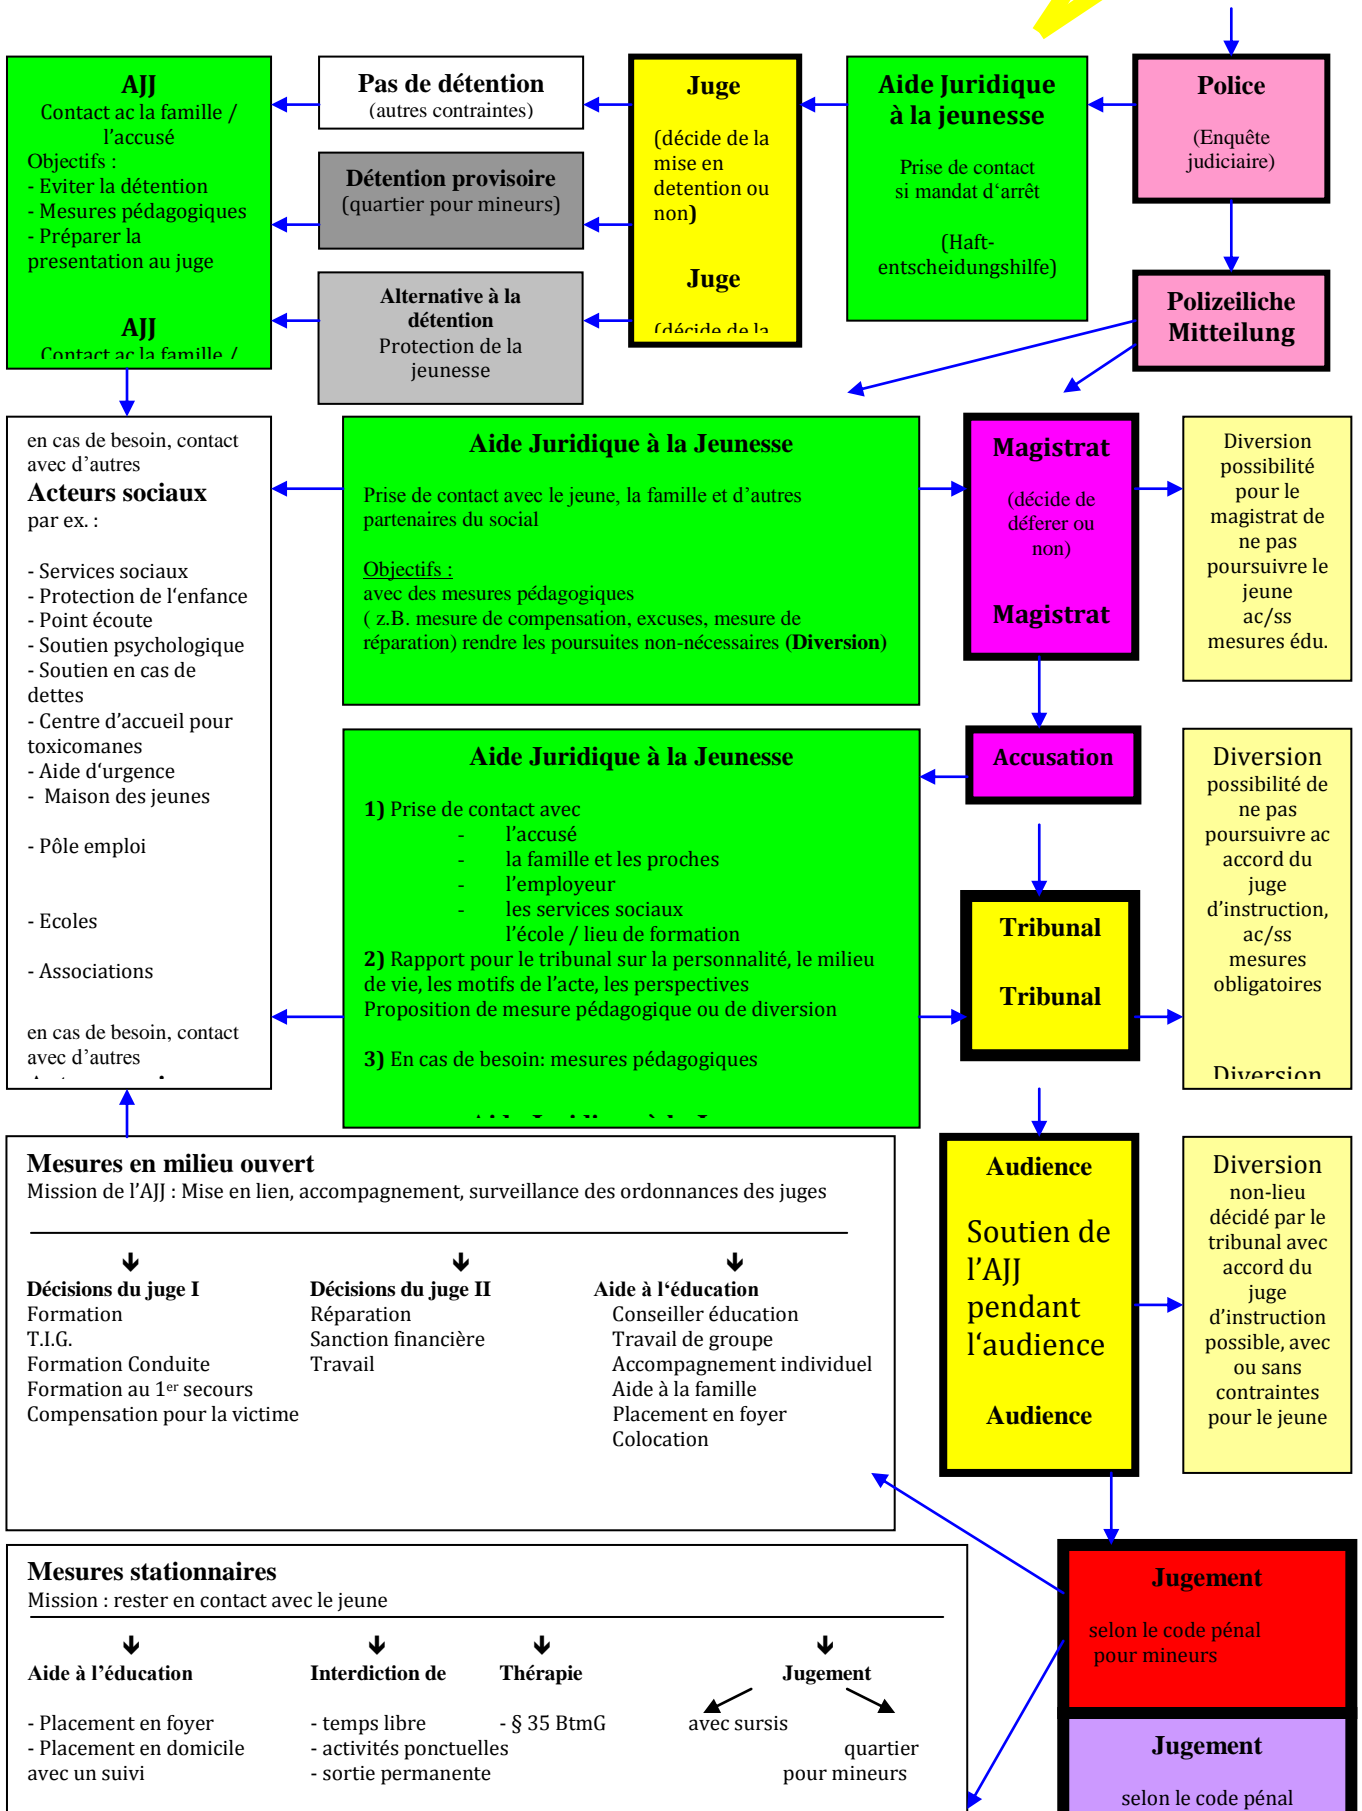 AJJ
Contact ac la famille /
l'accusé
Objectifs :
- Eviter la détention
- Mesures pédagogiques
- Préparer la
presentation au juge
AJJ
Contact ac la famille /
Pas de détention
(autres contraintes)
Détention provisoire
(quartier pour mineurs)
Alternative à la
détention
Protection de la
jeunesse
Juge
(décide de la
mise en
detention ou
non)
Juge
(décide de la
Aide Juridique
à la jeunesse
Prise de contact
si mandat d‘arrêt
(Haft-
entscheidungshilfe)
Police
(Enquête
judiciaire)
Polizeiliche
Mitteilung
en cas de besoin, contact
avec d'autres
Acteurs sociaux
par ex. :
- Services sociaux
- Protection de l‘enfance
- Point écoute
- Soutien psychologique
- Soutien en cas de
dettes
- Centre d'accueil pour
toxicomanes
- Aide d‘urgence
- Maison des jeunes
- Pôle emploi
- Ecoles
- Associations
en cas de besoin, contact
avec d'autres
Aide Juridique à la Jeunesse
Prise de contact avec le jeune, la famille et d'autres
partenaires du social
Objectifs :
avec des mesures pédagogiques
( z.B. mesure de compensation, excuses, mesure de
réparation) rendre les poursuites non-nécessaires (Diversion)
Magistrat
(décide de
déferer ou
non)
Magistrat
Diversion
possibilité
pour le
magistrat de
ne pas
poursuivre le
jeune
ac/ss
mesures édu.
Aide Juridique à la Jeunesse
1) Prise de contact avec
- l'accusé
- la famille et les proches
- l'employeur
- les services sociaux
l'école / lieu de formation
2) Rapport pour le tribunal sur la personnalité, le milieu
de vie, les motifs de l'acte, les perspectives
Proposition de mesure pédagogique ou de diversion
3) En cas de besoin: mesures pédagogiques
Accusation
Tribunal
Tribunal
Diversion
possibilité de
ne pas
poursuivre ac
accord du
juge
d'instruction,
ac/ss
mesures
obligatoires
Diversion
Mesures en milieu ouvert
Mission de l'AJJ : Mise en lien, accompagnement, surveillance des ordonnances des juges
Décisions du juge I
Formation
T.I.G.
Formation Conduite
Formation au 1er secours
Compensation pour la victime
Décisions du juge II
Réparation
Sanction financière
Travail
Aide à l‘éducation
Conseiller éducation
Travail de groupe
Accompagnement individuel
Aide à la famille
Placement en foyer
Colocation
Audience
Soutien de
l'AJJ
pendant
l‘audience
Audience
Diversion
non-lieu
décidé par le
tribunal avec
accord du
juge
d'instruction
possible, avec
ou sans
contraintes
pour le jeune
Mesures stationnaires
Mission : rester en contact avec le jeune
Aide à l'éducation
- Placement en foyer
- Placement en domicile
avec un suivi
Interdiction de
- temps libre
- activités ponctuelles
- sortie permanente
Thérapie
- § 35 BtmG
Jugement
avec sursis
quartier
pour mineurs
Jugement
selon le code pénal
pour mineurs
Jugement
selon le code pénal